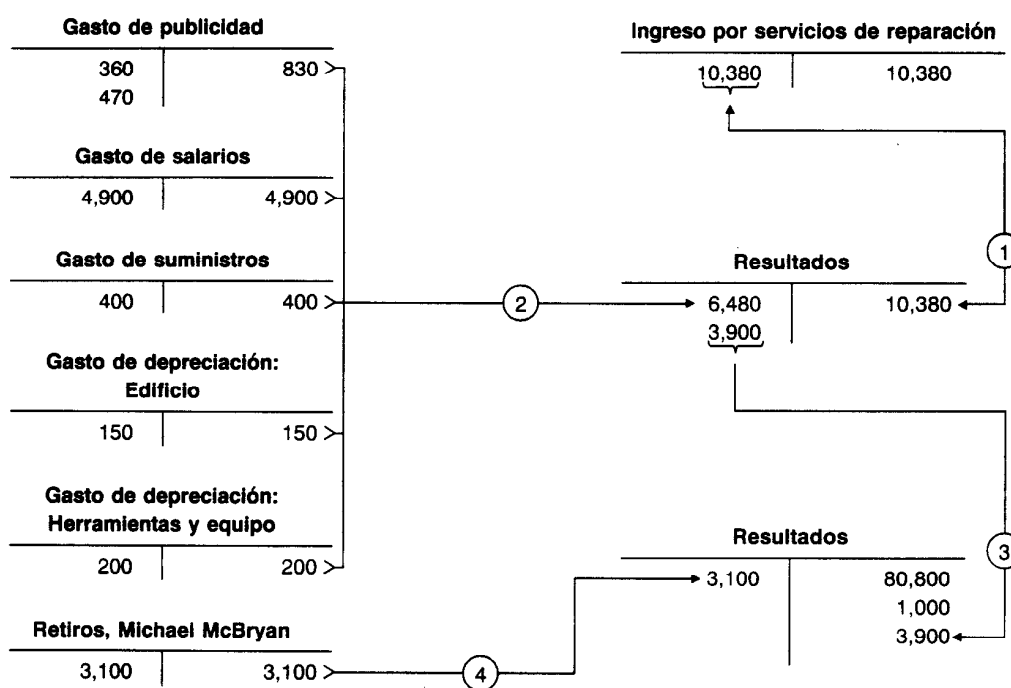 Gasto de publicidad
360 830
470
Gasto de salarios
4,900 4,900
Gasto de suministros
400 400
Gasto de depreciación:
Edificio
150 150
Gasto de depreciación:
Herramientas y equipo
200 200
Retiros, Michael McBryan
3,100 3,100
2
4
Ingreso por servicios de reparación
10,380 10,380
1
Resultados
6,480 10,380
3,900
3
Resultados
3,100 80,800
1,000
3,900